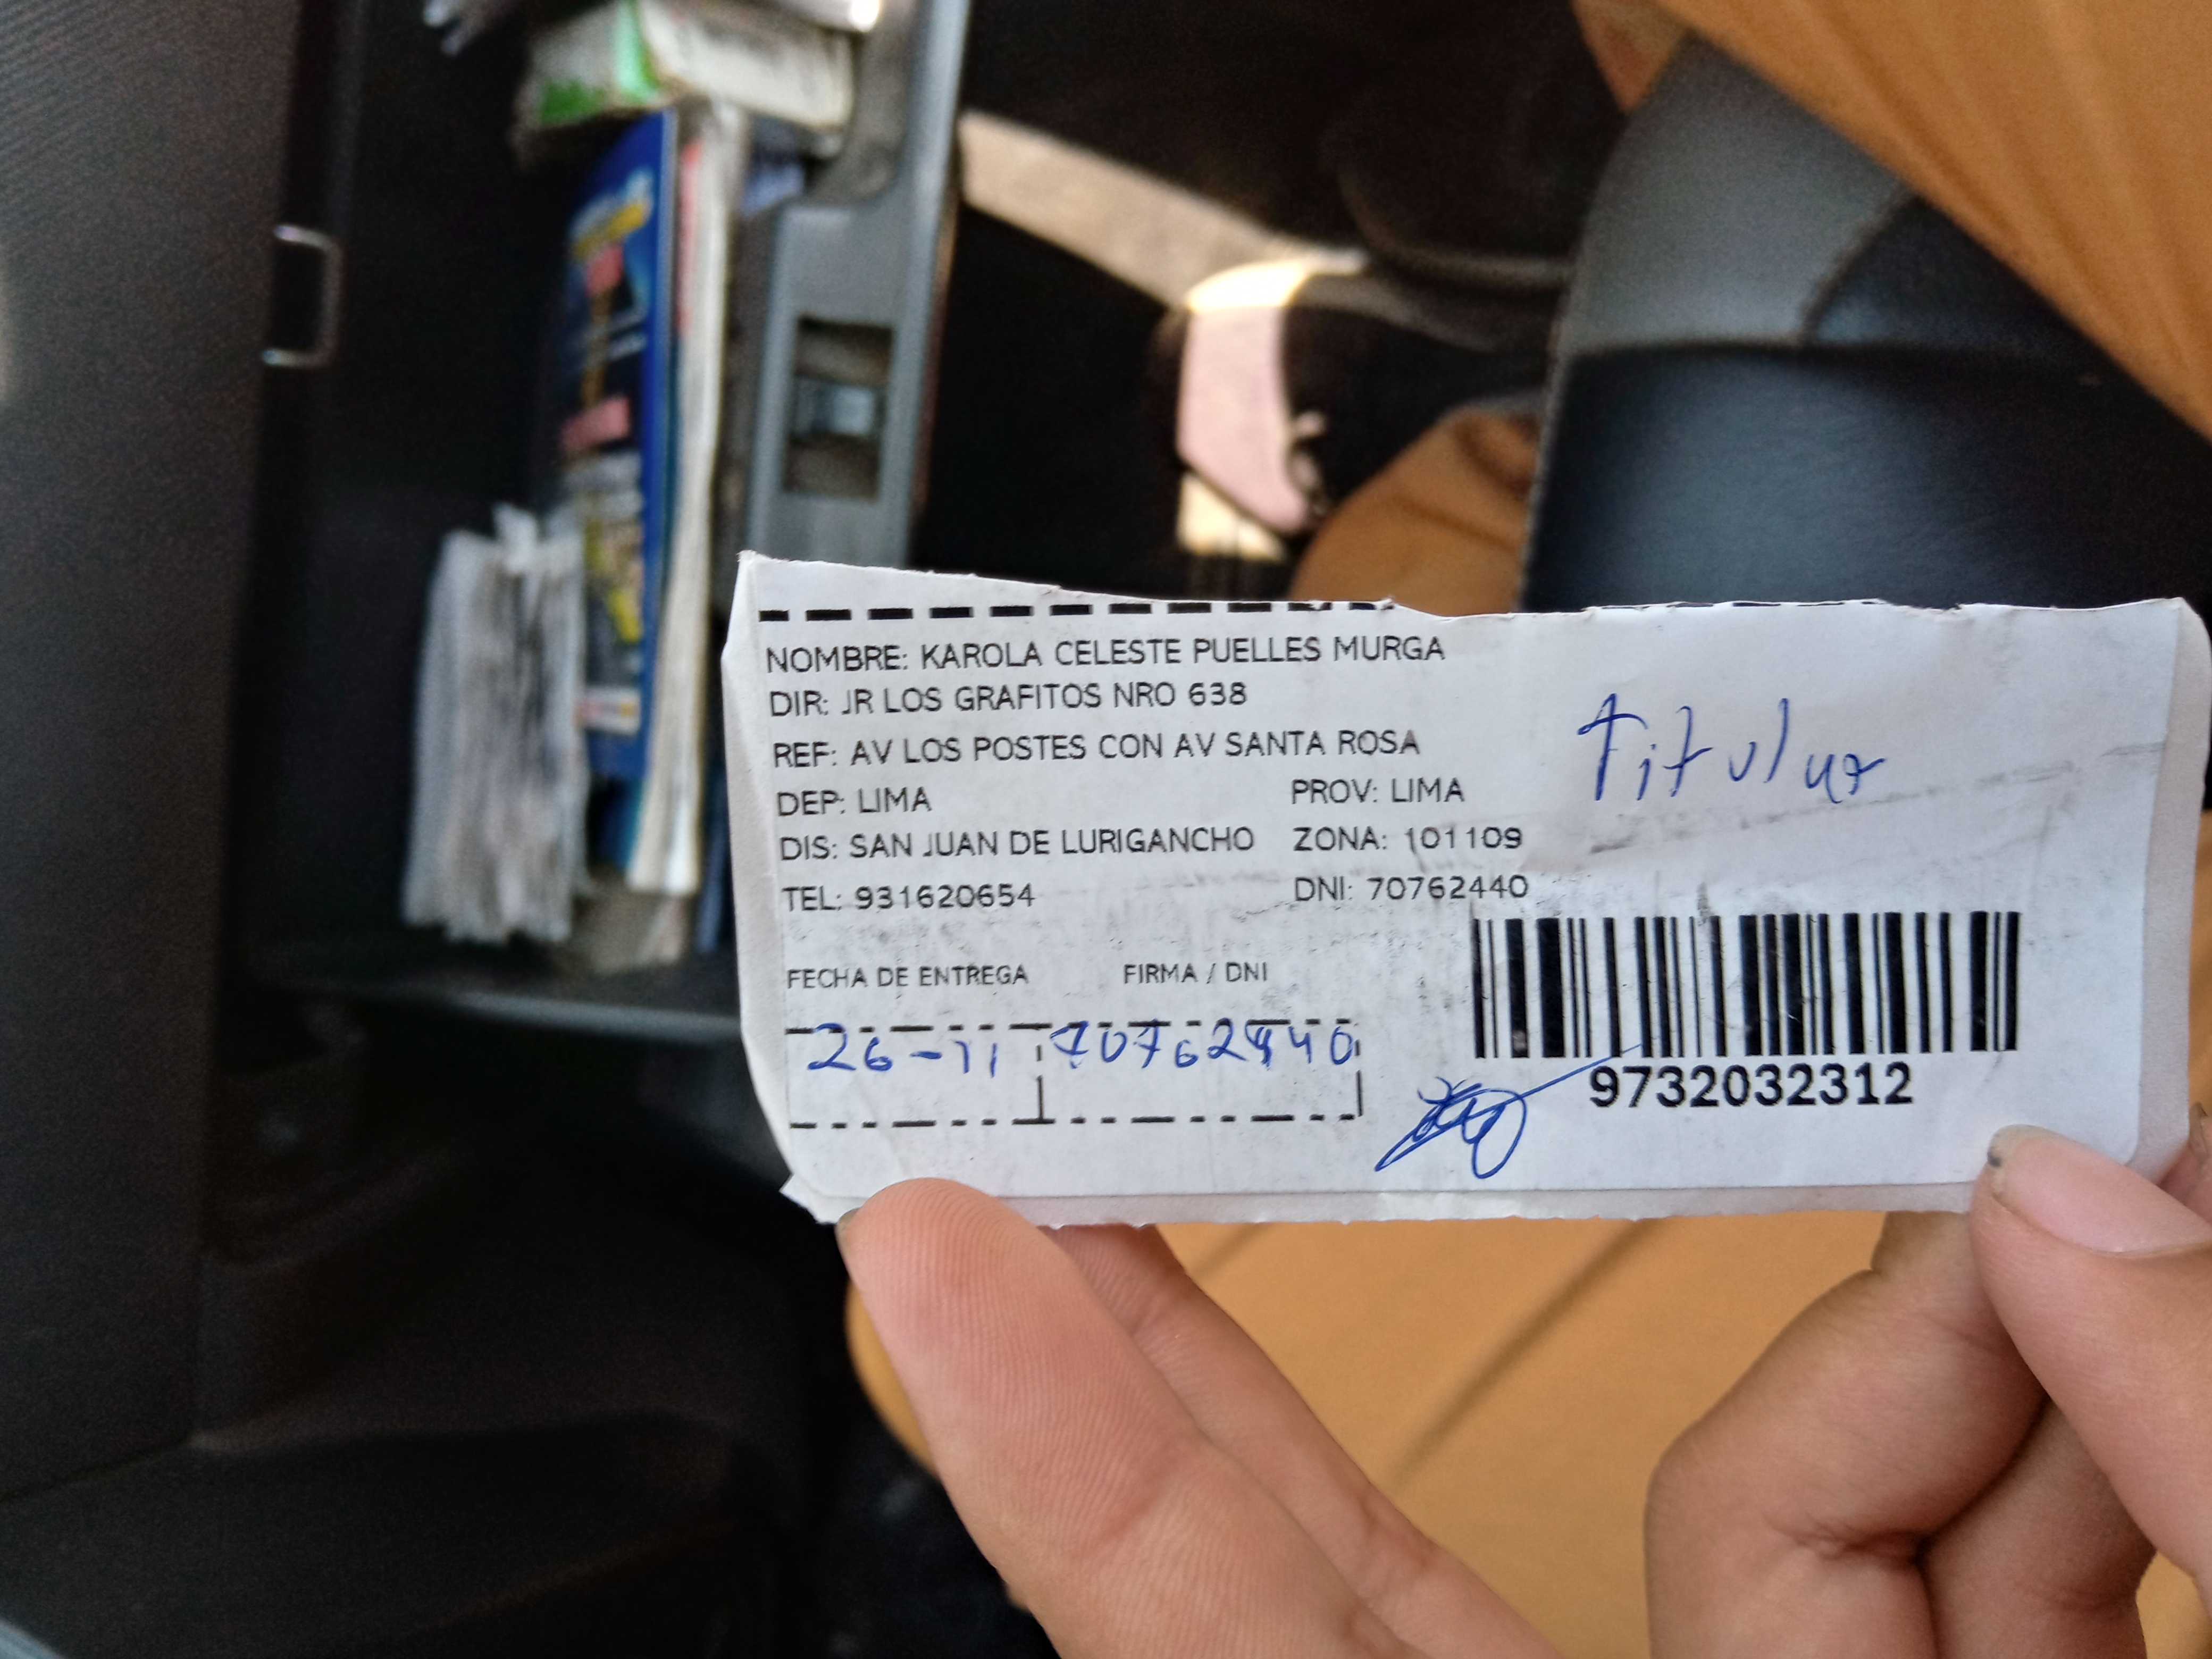 NOMBRE: KAROLA CELESTE PUELLES MURGA
DIR: JR LOS GRAFITOS NRO 638
REF: AV LOS POSTES CON AV SANTA ROSA
DEP: LIMA PROV: LIMA
DIS: SAN JUAN DE LURIGANCHO ZONA: 101109
TEL: 931620654 DNI: 70762440
Titular
FECHA DE ENTREGA FIRMA / DNI
26-11 70762440
9732032312